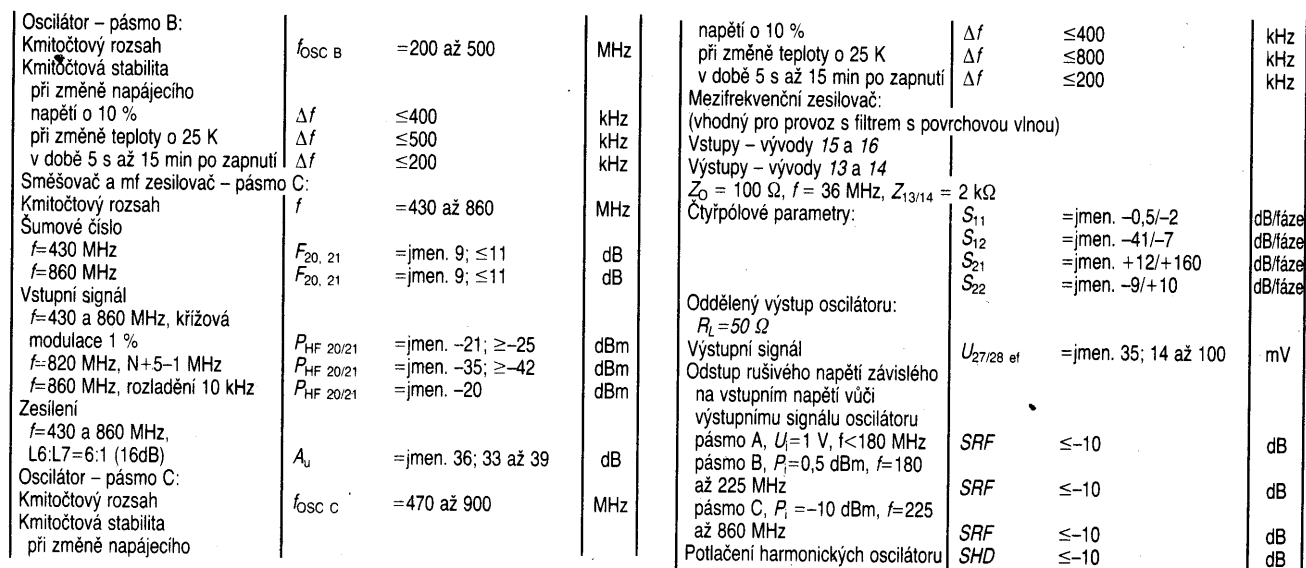 Oscilátor – pásmo B:
Kmitočtový rozsah f_OSC B =200 až 500 MHz
Kmitočtová stabilita
při změně napájecího
napětí o 10 % Δf ≤400 kHz
při změně teploty o 25 K Δf ≤500 kHz
v době 5 s až 15 min po zapnutí Δf ≤200 kHz
Směšovač a mf zesilovač – pásmo C:
Kmitočtový rozsah f =430 až 860 MHz
Šumové číslo
f=430 MHz F20, 21 =jmen. 9; ≤11 dB
f=860 MHz F20, 21 =jmen. 9; ≤11 dB
Vstupní signál
f=430 a 860 MHz, křížová
modulace 1 % P_HF 20/21 =jmen. –21; ≥–25 dBm
f=820 MHz, N+5–1 MHz P_HF 20/21 =jmen. –35; ≥–42 dBm
f=860 MHz, rozladění 10 kHz P_HF 20/21 =jmen. –20 dBm
Zesílení
f=430 a 860 MHz,
L6:L7=6:1 (16dB) A_u =jmen. 36; 33 až 39 dB
Oscilátor – pásmo C:
Kmitočtový rozsah f_OSC C =470 až 900 MHz
Kmitočtová stabilita
při změně napájecího
napětí o 10 % Δf ≤400 kHz
při změně teploty o 25 K Δf ≤800 kHz
v době 5 s až 15 min po zapnutí Δf ≤200 kHz
Mezifrekvenční zesilovač:
(vhodný pro provoz s filtrem s povrchovou vlnou)
Vstupy – vývody 15 a 16
Výstupy – vývody 13 a 14
Z_O = 100 Ω, f = 36 MHz, Z_13/14 = 2 kΩ
Čtyřpólové parametry: S11 =jmen. –0,5/–2 dB/fáze
S12 =jmen. –41/–7 dB/fáze
S21 =jmen. +12/+160 dB/fáze
S22 =jmen. –9/+10 dB/fáze
Oddělený výstup oscilátoru:
R_L=50 Ω
Výstupní signál U_27/28 ef =jmen. 35; 14 až 100 mV
Odstup rušivého napětí závislého
na vstupním napětí vůči
výstupnímu signálu oscilátoru
pásmo A, U_i=1 V, f<180 MHz SRF ≤–10 dB
pásmo B, P_i=0,5 dBm, f=180
až 225 MHz SRF ≤–10 dB
pásmo C, P_i =–10 dBm, f=225
až 860 MHz SRF ≤–10 dB
Potlačení harmonických oscilátoru SHD ≤–10 dB